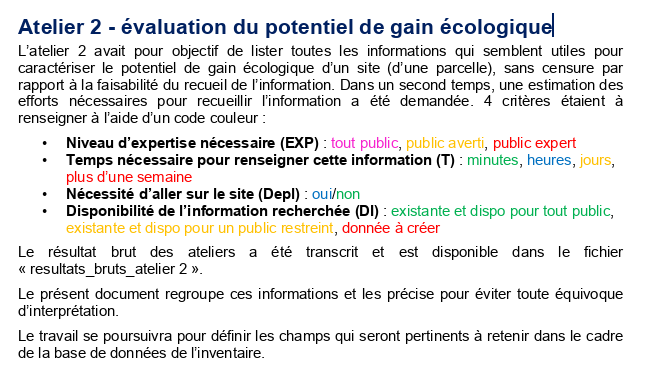 Atelier 2 - évaluation du potentiel de gain écologique
L'atelier 2 avait pour objectif de lister toutes les informations qui semblent utiles pour
caractériser le potentiel de gain écologique d'un site (d'une parcelle), sans censure par
rapport à la faisabilité du recueil de l'information. Dans un second temps, une estimation des
efforts nécessaires pour recueillir l'information a été demandée. 4 critères étaient à
renseigner à l'aide d'un code couleur :
• Niveau d'expertise nécessaire (EXP) : tout public, public averti, public expert
• Temps nécessaire pour renseigner cette information (T) : minutes, heures, jours,
plus d'une semaine
• Nécessité d'aller sur le site (Depl) : oui/non
• Disponibilité de l'information recherchée (DI) : existante et dispo pour tout public,
existante et dispo pour un public restreint, donnée à créer
Le résultat brut des ateliers a été transcrit et est disponible dans le fichier
« resultats_bruts_atelier 2 ».
Le présent document regroupe ces informations et les précise pour éviter toute équivoque
d'interprétation.
Le travail se poursuivra pour définir les champs qui seront pertinents à retenir dans le cadre
de la base de données de l'inventaire.